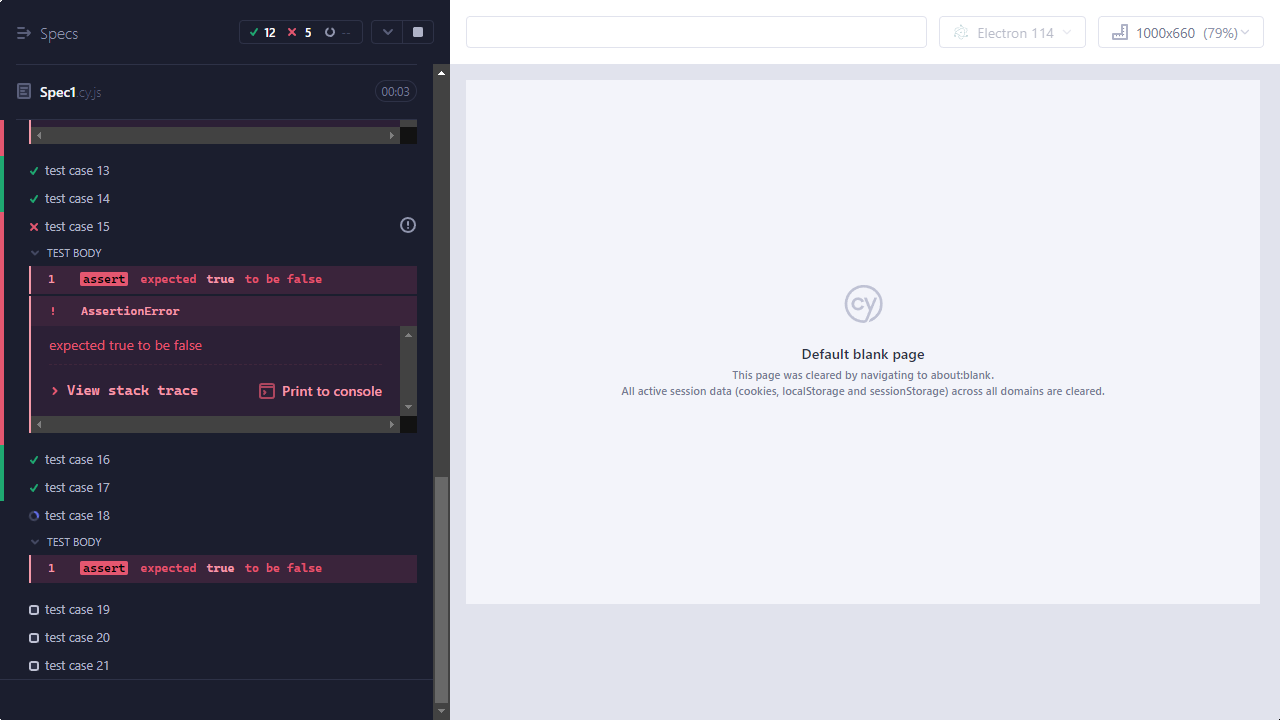 Specs
12 5 --
Electron 114
1000x660 (79%)
Spec1.cy.js
00:03
test case 13
test case 14
test case 15
TEST BODY
1 assert expected true to be false
! AssertionError
expected true to be false
View stack trace
Print to console
test case 16
test case 17
test case 18
TEST BODY
1 assert expected true to be false
test case 19
test case 20
test case 21
cy
Default blank page
This page was cleared by navigating to about:blank.
All active session data (cookies, localStorage and sessionStorage) across all domains are cleared.